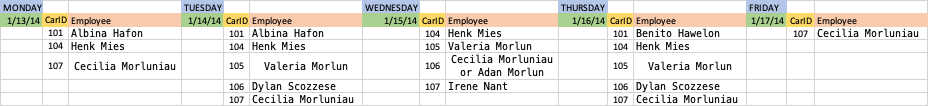 MONDAY TUESDAY WEDNESDAY THURSDAY FRIDAY
1/13/14 CarID Employee 1/14/14 CarID Employee 1/15/14 CarID Employee 1/16/14 CarID Employee 1/17/14 CarID Employee
101 Albina Hafon 101 Albina Hafon 104 Henk Mies 101 Benito Hawelon 107 Cecilia Morluniau
104 Henk Mies 104 Henk Mies 105 Valeria Morlun 104 Henk Mies
107 Cecilia Morluniau 105 Valeria Morlun 106 Cecilia Morluniau 105 Valeria Morlun
or Adan Morlun
106 Dylan Scozzese 107 Irene Nant 106 Dylan Scozzese
107 Cecilia Morluniau 107 Cecilia Morluniau